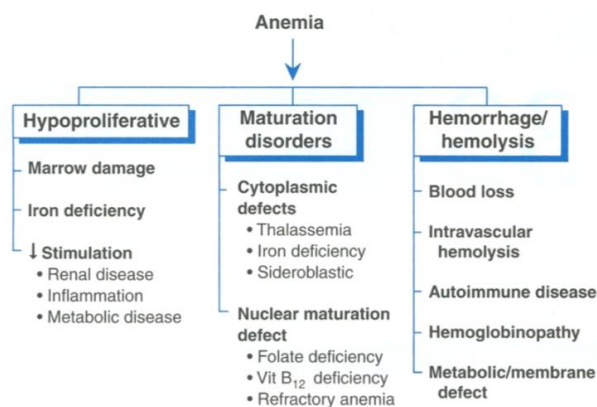 Anemia
Hypoproliferative
Marrow damage
Iron deficiency
↓ Stimulation
• Renal disease
• Inflammation
• Metabolic disease
Maturation
disorders
Cytoplasmic
defects
• Thalassemia
• Iron deficiency
• Sideroblastic
Nuclear maturation
defect
• Folate deficiency
• Vit B₁₂ deficiency
• Refractory anemia
Hemorrhage/
hemolysis
Blood loss
Intravascular
hemolysis
Autoimmune disease
Hemoglobinopathy
Metabolic/membrane
defect